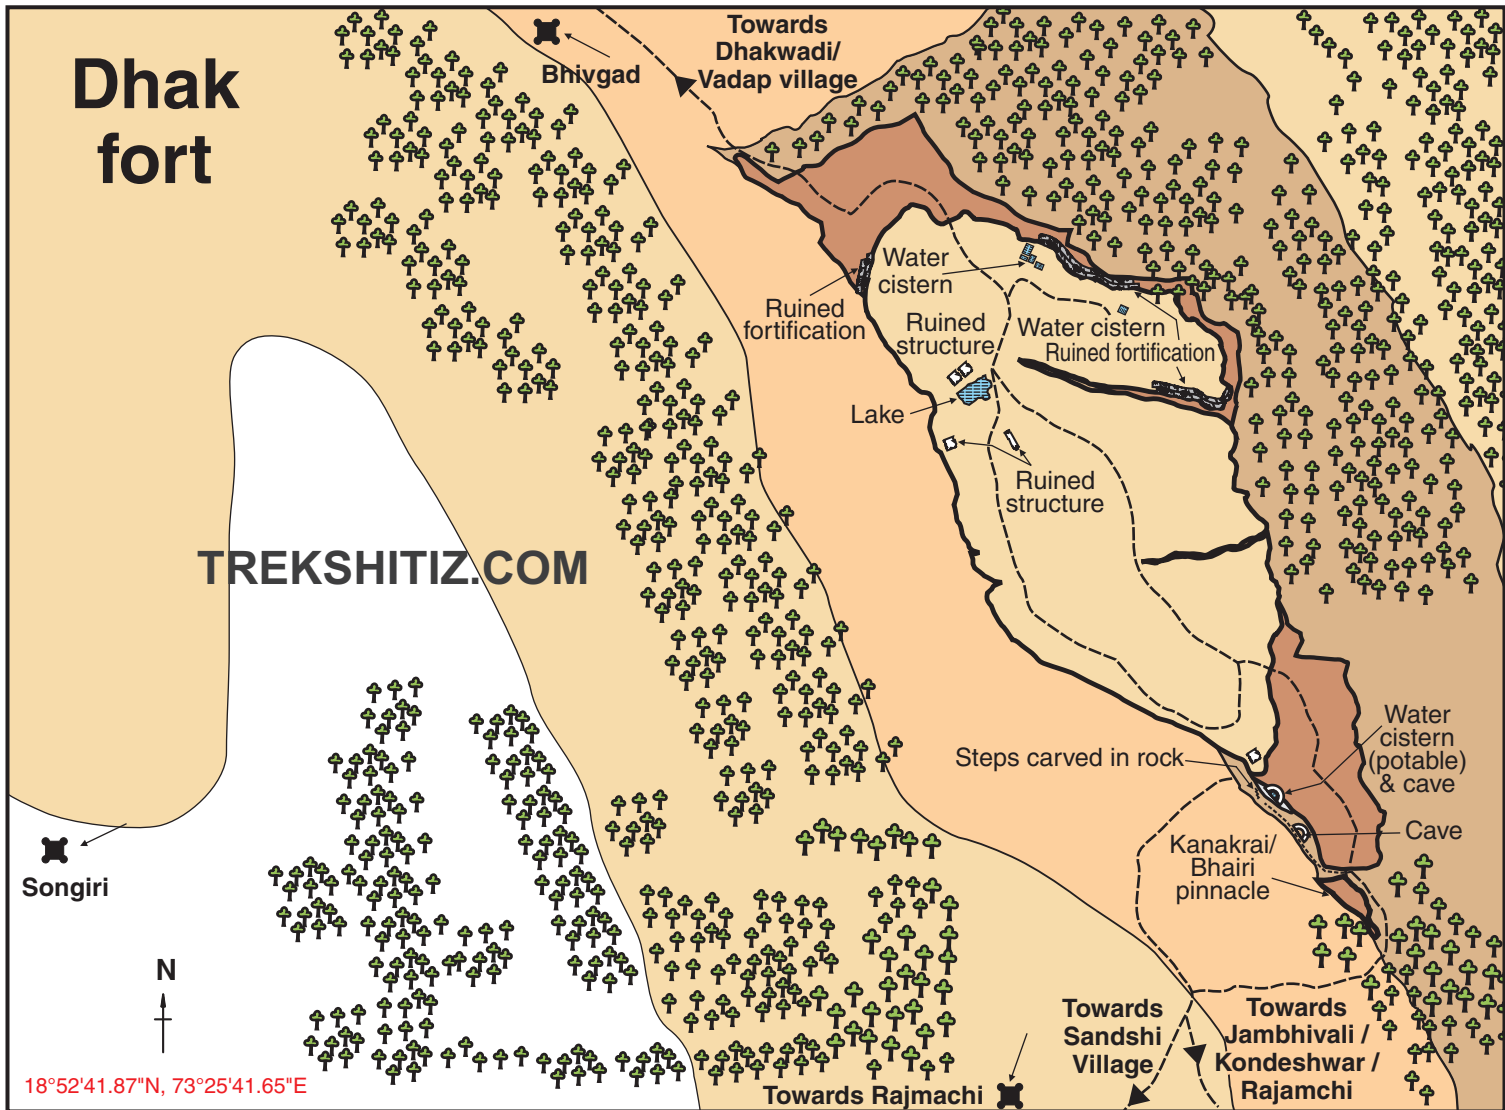 Dhak
fort
Bhivgad
Towards
Dhakwadi/
Vadap village
Water
cistern
Ruined
fortification
Ruined
structure
Water cistern
Ruined fortification
Lake
Ruined
structure
TREKSHITIZ.COM
Steps carved in rock
Water
cistern
(potable)
& cave
Cave
Kanakrai/
Bhairi
pinnacle
Songiri
N
18°52'41.87"N, 73°25'41.65"E
Towards Rajmachi
Towards
Sandshi
Village
Towards
Jambhivali /
Kondeshwar /
Rajamchi